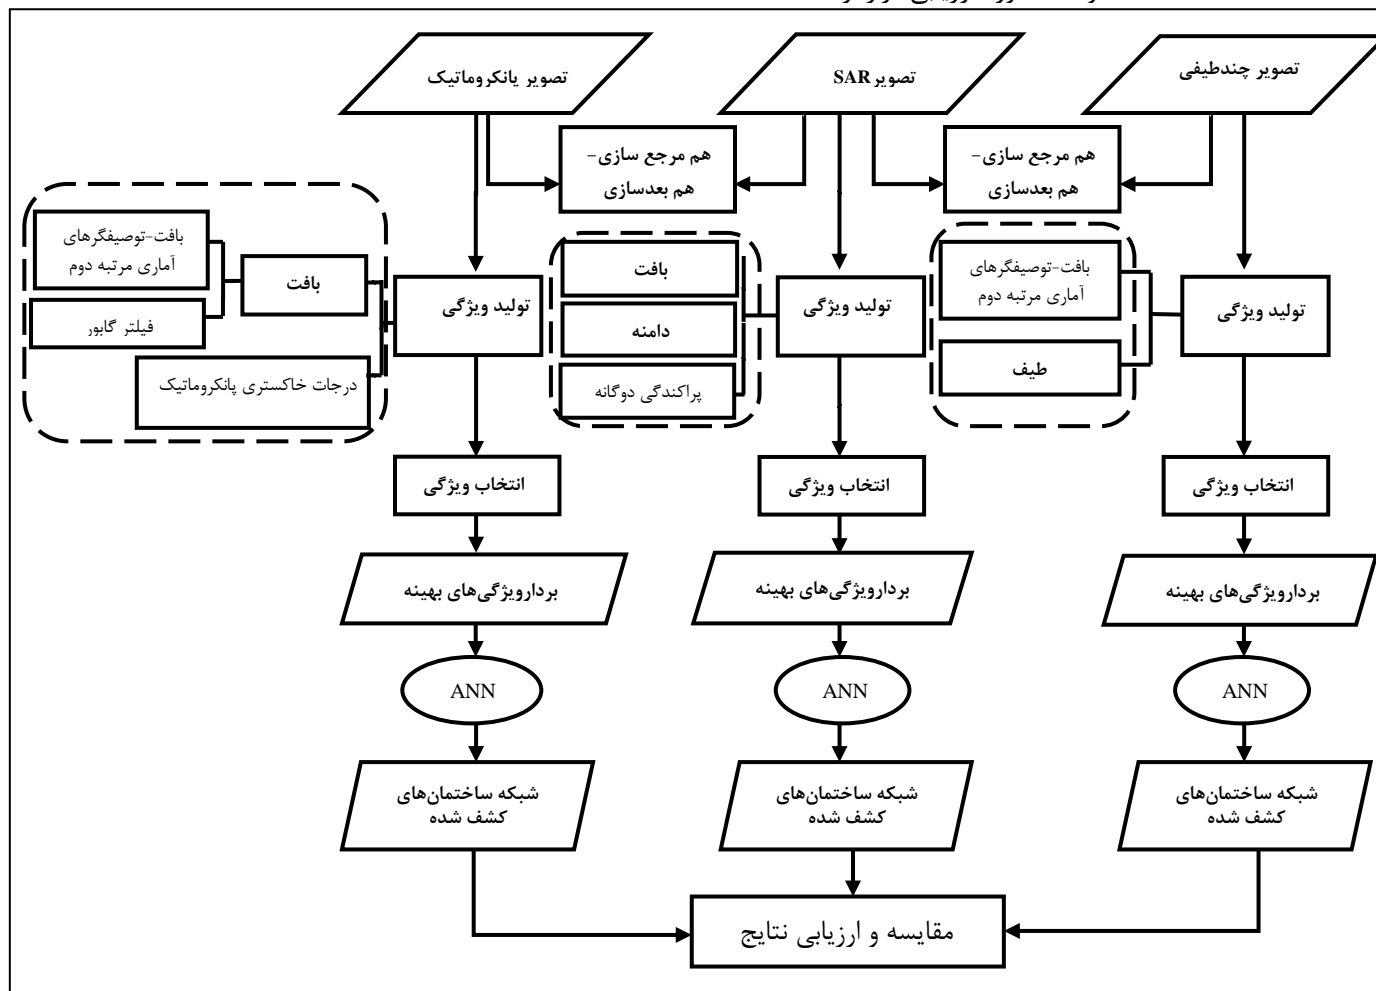 تصویر پانکروماتیک
تصویر SAR
تصویر چندطیفی
هم مرجع سازی-
هم بعدسازی
هم مرجع سازی-
هم بعدسازی
بافت-توصیفگرهای
آماری مرتبه دوم
فیلتر گابور
بافت
درجات خاکستری پانکروماتیک
تولید ویژگی
بافت
دامنه
پراکندگی دوگانه
تولید ویژگی
بافت-توصیفگرهای
آماری مرتبه دوم
طیف
تولید ویژگی
انتخاب ویژگی
انتخاب ویژگی
انتخاب ویژگی
بردارویژگی‌های بهینه
بردارویژگی‌های بهینه
بردارویژگی‌های بهینه
ANN
ANN
ANN
شبکه ساختمان‌های
کشف شده
شبکه ساختمان‌های
کشف شده
شبکه ساختمان‌های
کشف شده
مقایسه و ارزیابی نتایج